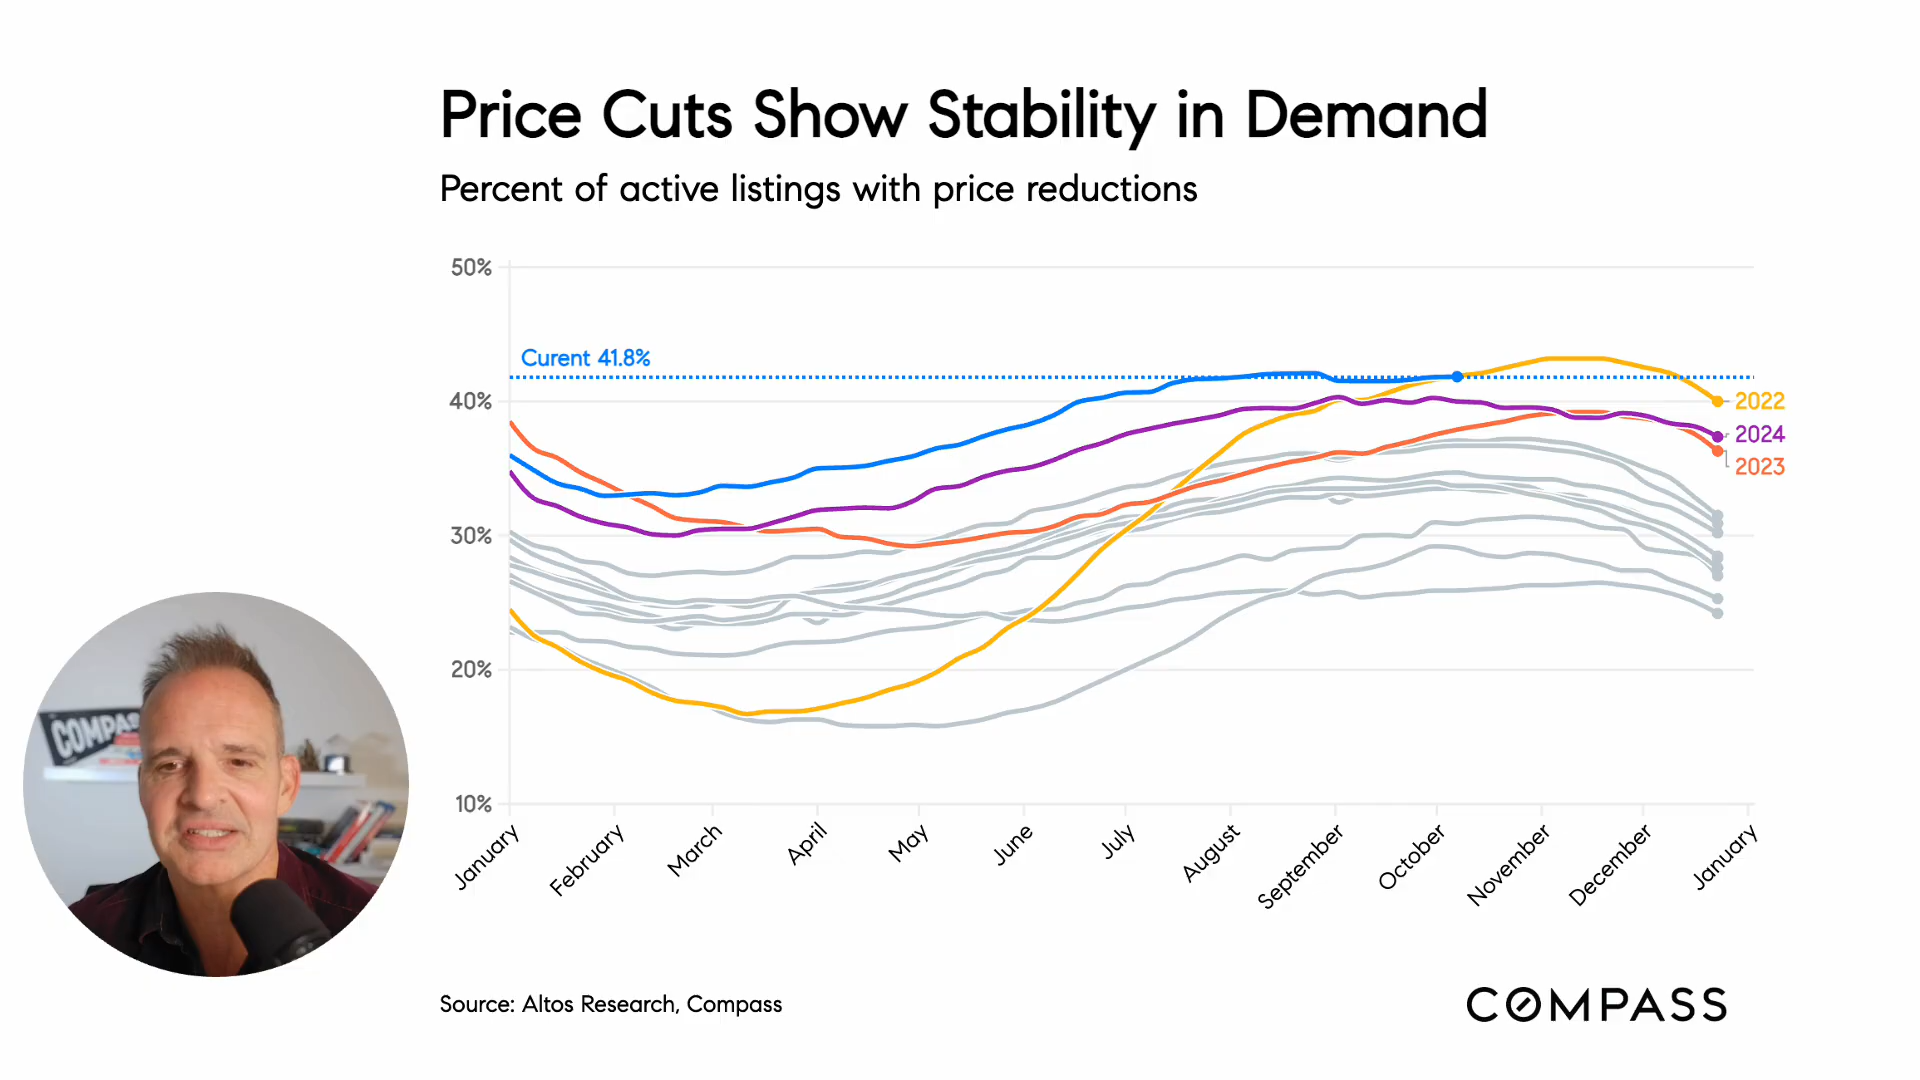 Price Cuts Show Stability in Demand
Percent of active listings with price reductions
50%
Curent 41.8%
40%
2022
2024
2023
30%
20%
10%
January
February
March
April
May
June
July
August
September
October
November
December
January
COMPAS
Source: Altos Research, Compass
COMPASS